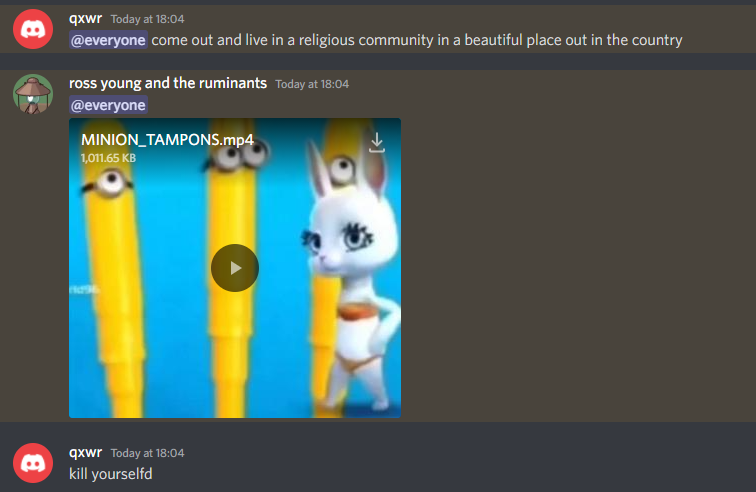 qxwr Today at 18:04
@everyone come out and live in a religious community in a beautiful place out in the country
ross young and the ruminants Today at 18:04
@everyone
MINION_TAMPONS.mp4
1,011.65 KB
qxwr Today at 18:04
kill yourselfd